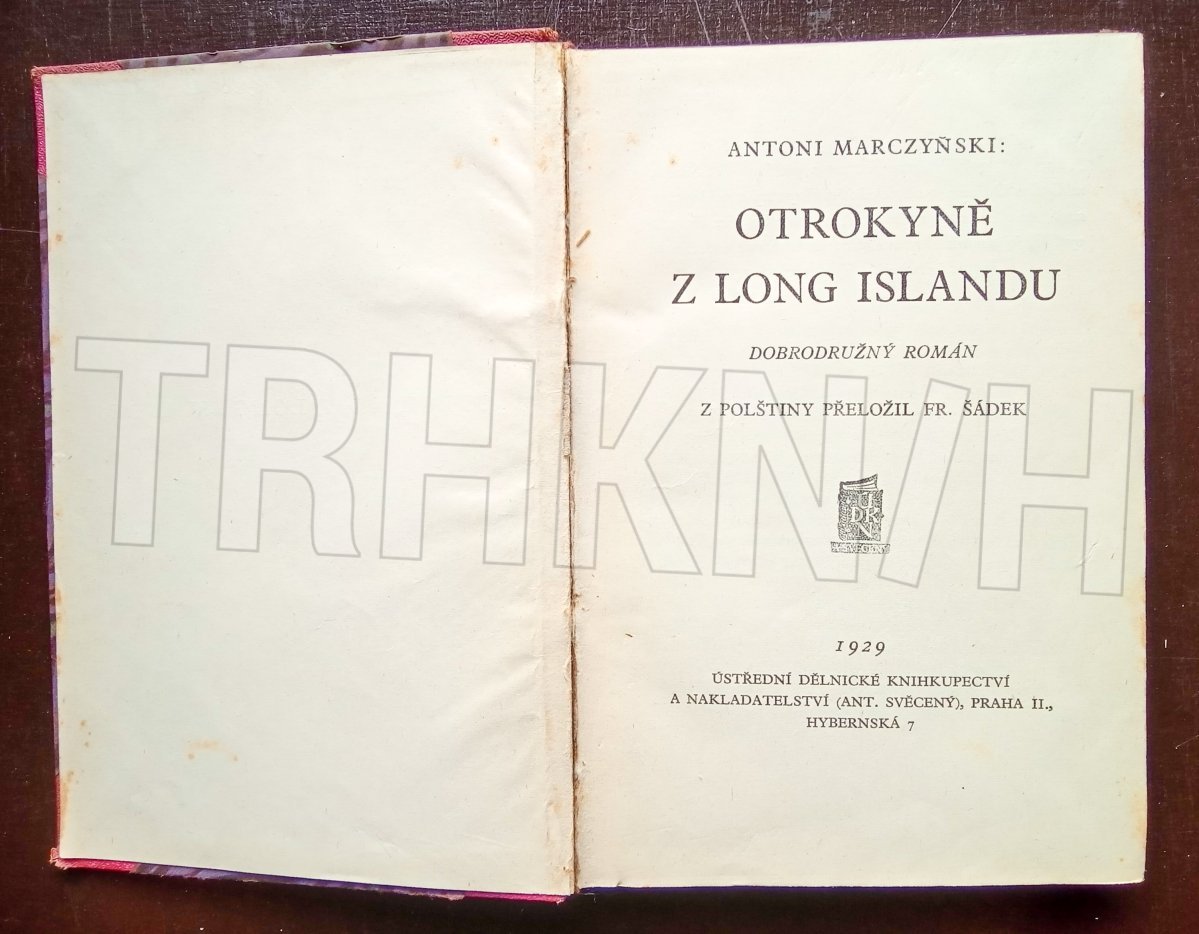 ANTONI MARCZYŇSKI:
OTROKYNĚ
Z LONG ISLANDU
DOBRODRUŽNÝ ROMÁN
Z POLŠTINY PŘELOŽIL FR. ŠÁDEK
TRHKNIH
1929
ÚSTŘEDNÍ DĚLNICKÉ KNIHKUPECTVÍ
A NAKLADATELSTVÍ (ANT. SVĚCENÝ), PRAHA II.,
HYBERNSKÁ 7